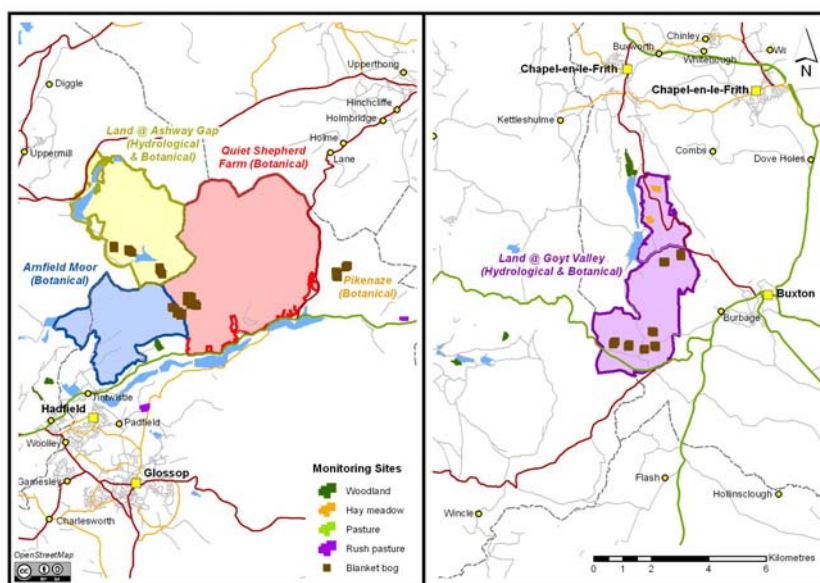 Diggle
Upperthong
Uppermill
Hinchcliffe
Holmbridge
Holme
Lane
Land @ Ashway Gap
(Hydrological
& Botanical)
Quiet Shepherd
Farm (Botanical)
Arnfield Moor
(Botanical)
Pikenaze
(Botanical)
Tintwistle
Hadfield
Padfield
Woolley
Gamesley
Glossop
Charlesworth
Monitoring Sites
Woodland
Hay meadow
Pasture
Rush pasture
Blanket bog
OpenStreetMap
CC BY
Chinley
Buxworth
Whitehough
Chapel-en-le-Frith
Chapel-en-le-Frith
N
Kettleshulme
Combs
Dove Holes
Land @ Goyt Valley
(Hydrological & Botanical)
Buxton
Burbage
Flash
Hollinsclough
Wincle
Kilometres
0 1 2 4 6